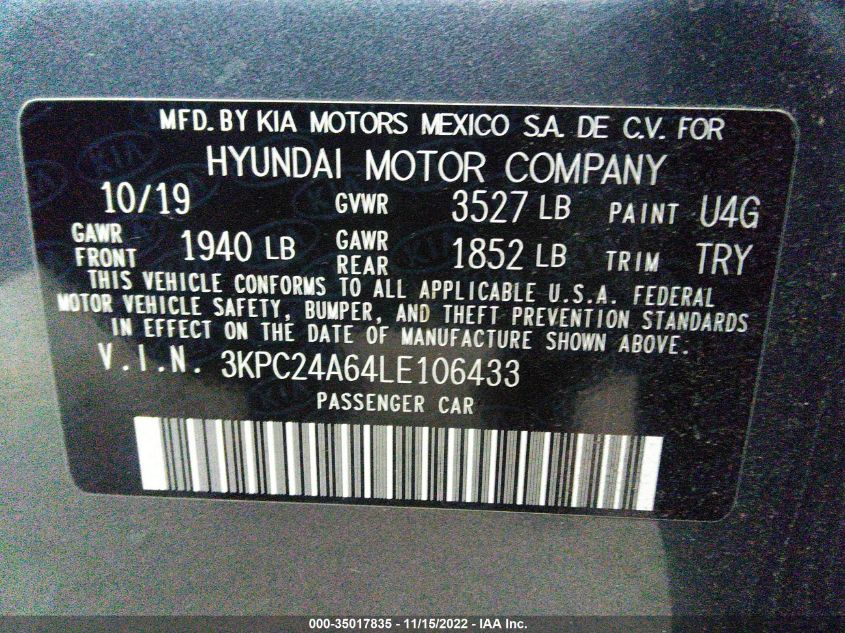 MFD. BY KIA MOTORS MEXICO S.A. DE C.V. FOR
HYUNDAI MOTOR COMPANY
10/19 GVWR 3527 LB PAINT U4G
GAWR FRONT 1940 LB GAWR REAR 1852 LB TRIM TRY
THIS VEHICLE CONFORMS TO ALL APPLICABLE U.S.A. FEDERAL
MOTOR VEHICLE SAFETY, BUMPER, AND THEFT PREVENTION STANDARDS
IN EFFECT ON THE DATE OF MANUFACTURE SHOWN ABOVE.
V.I.N. 3KPC24A64LE106433
PASSENGER CAR
000-35017835 - 11/15/2022 - IAA Inc.